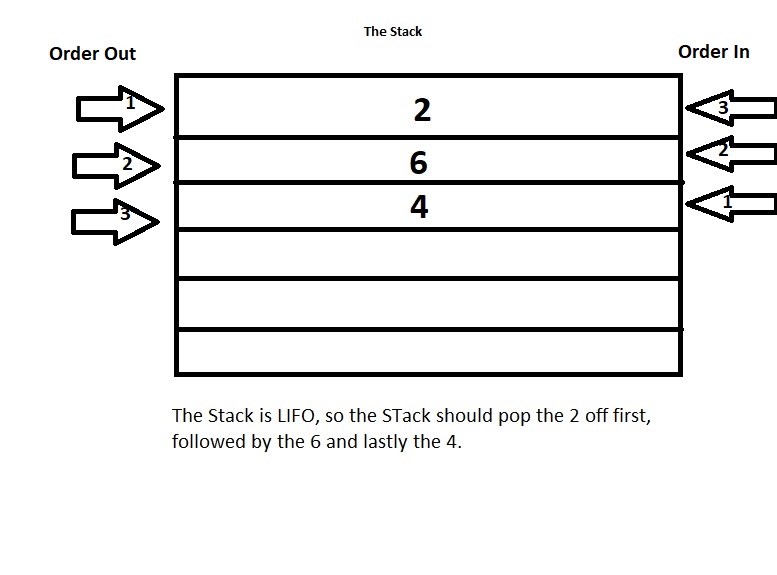 The Stack
Order Out
Order In
1 2 3
2 6 2
3 4 1
The Stack is LIFO, so the STack should pop the 2 off first,
followed by the 6 and lastly the 4.